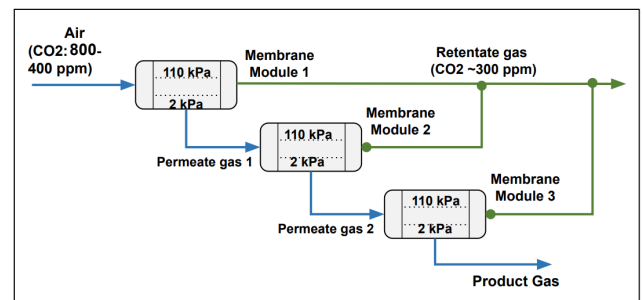 Air
(CO2: 800-
400 ppm)
110 kPa
2 kPa
Membrane
Module 1
Retentate gas
(CO2 ~300 ppm)
Permeate gas 1
110 kPa
2 kPa
Membrane
Module 2
Permeate gas 2
110 kPa
2 kPa
Membrane
Module 3
Product Gas